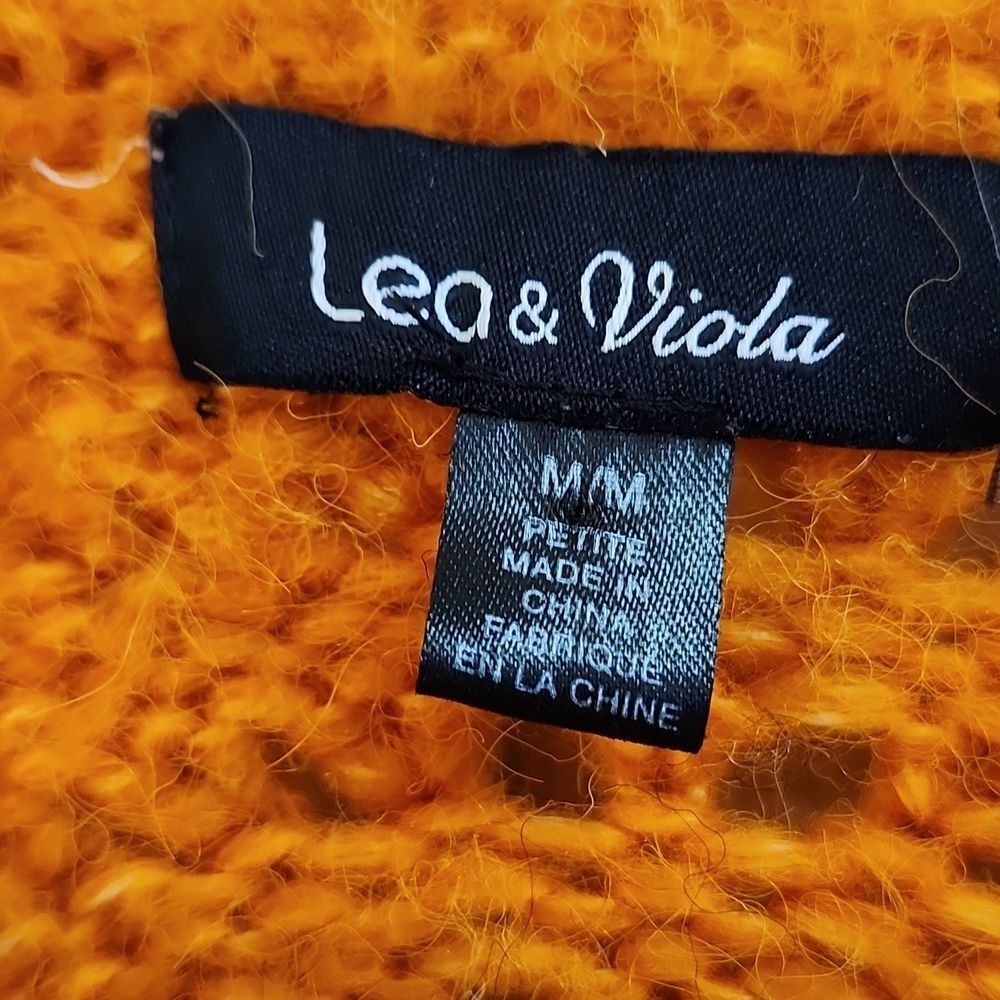 Lea & Viola
M/M
PETITE
MADE IN
CHINA
FABRIQUE
EN LA CHINE